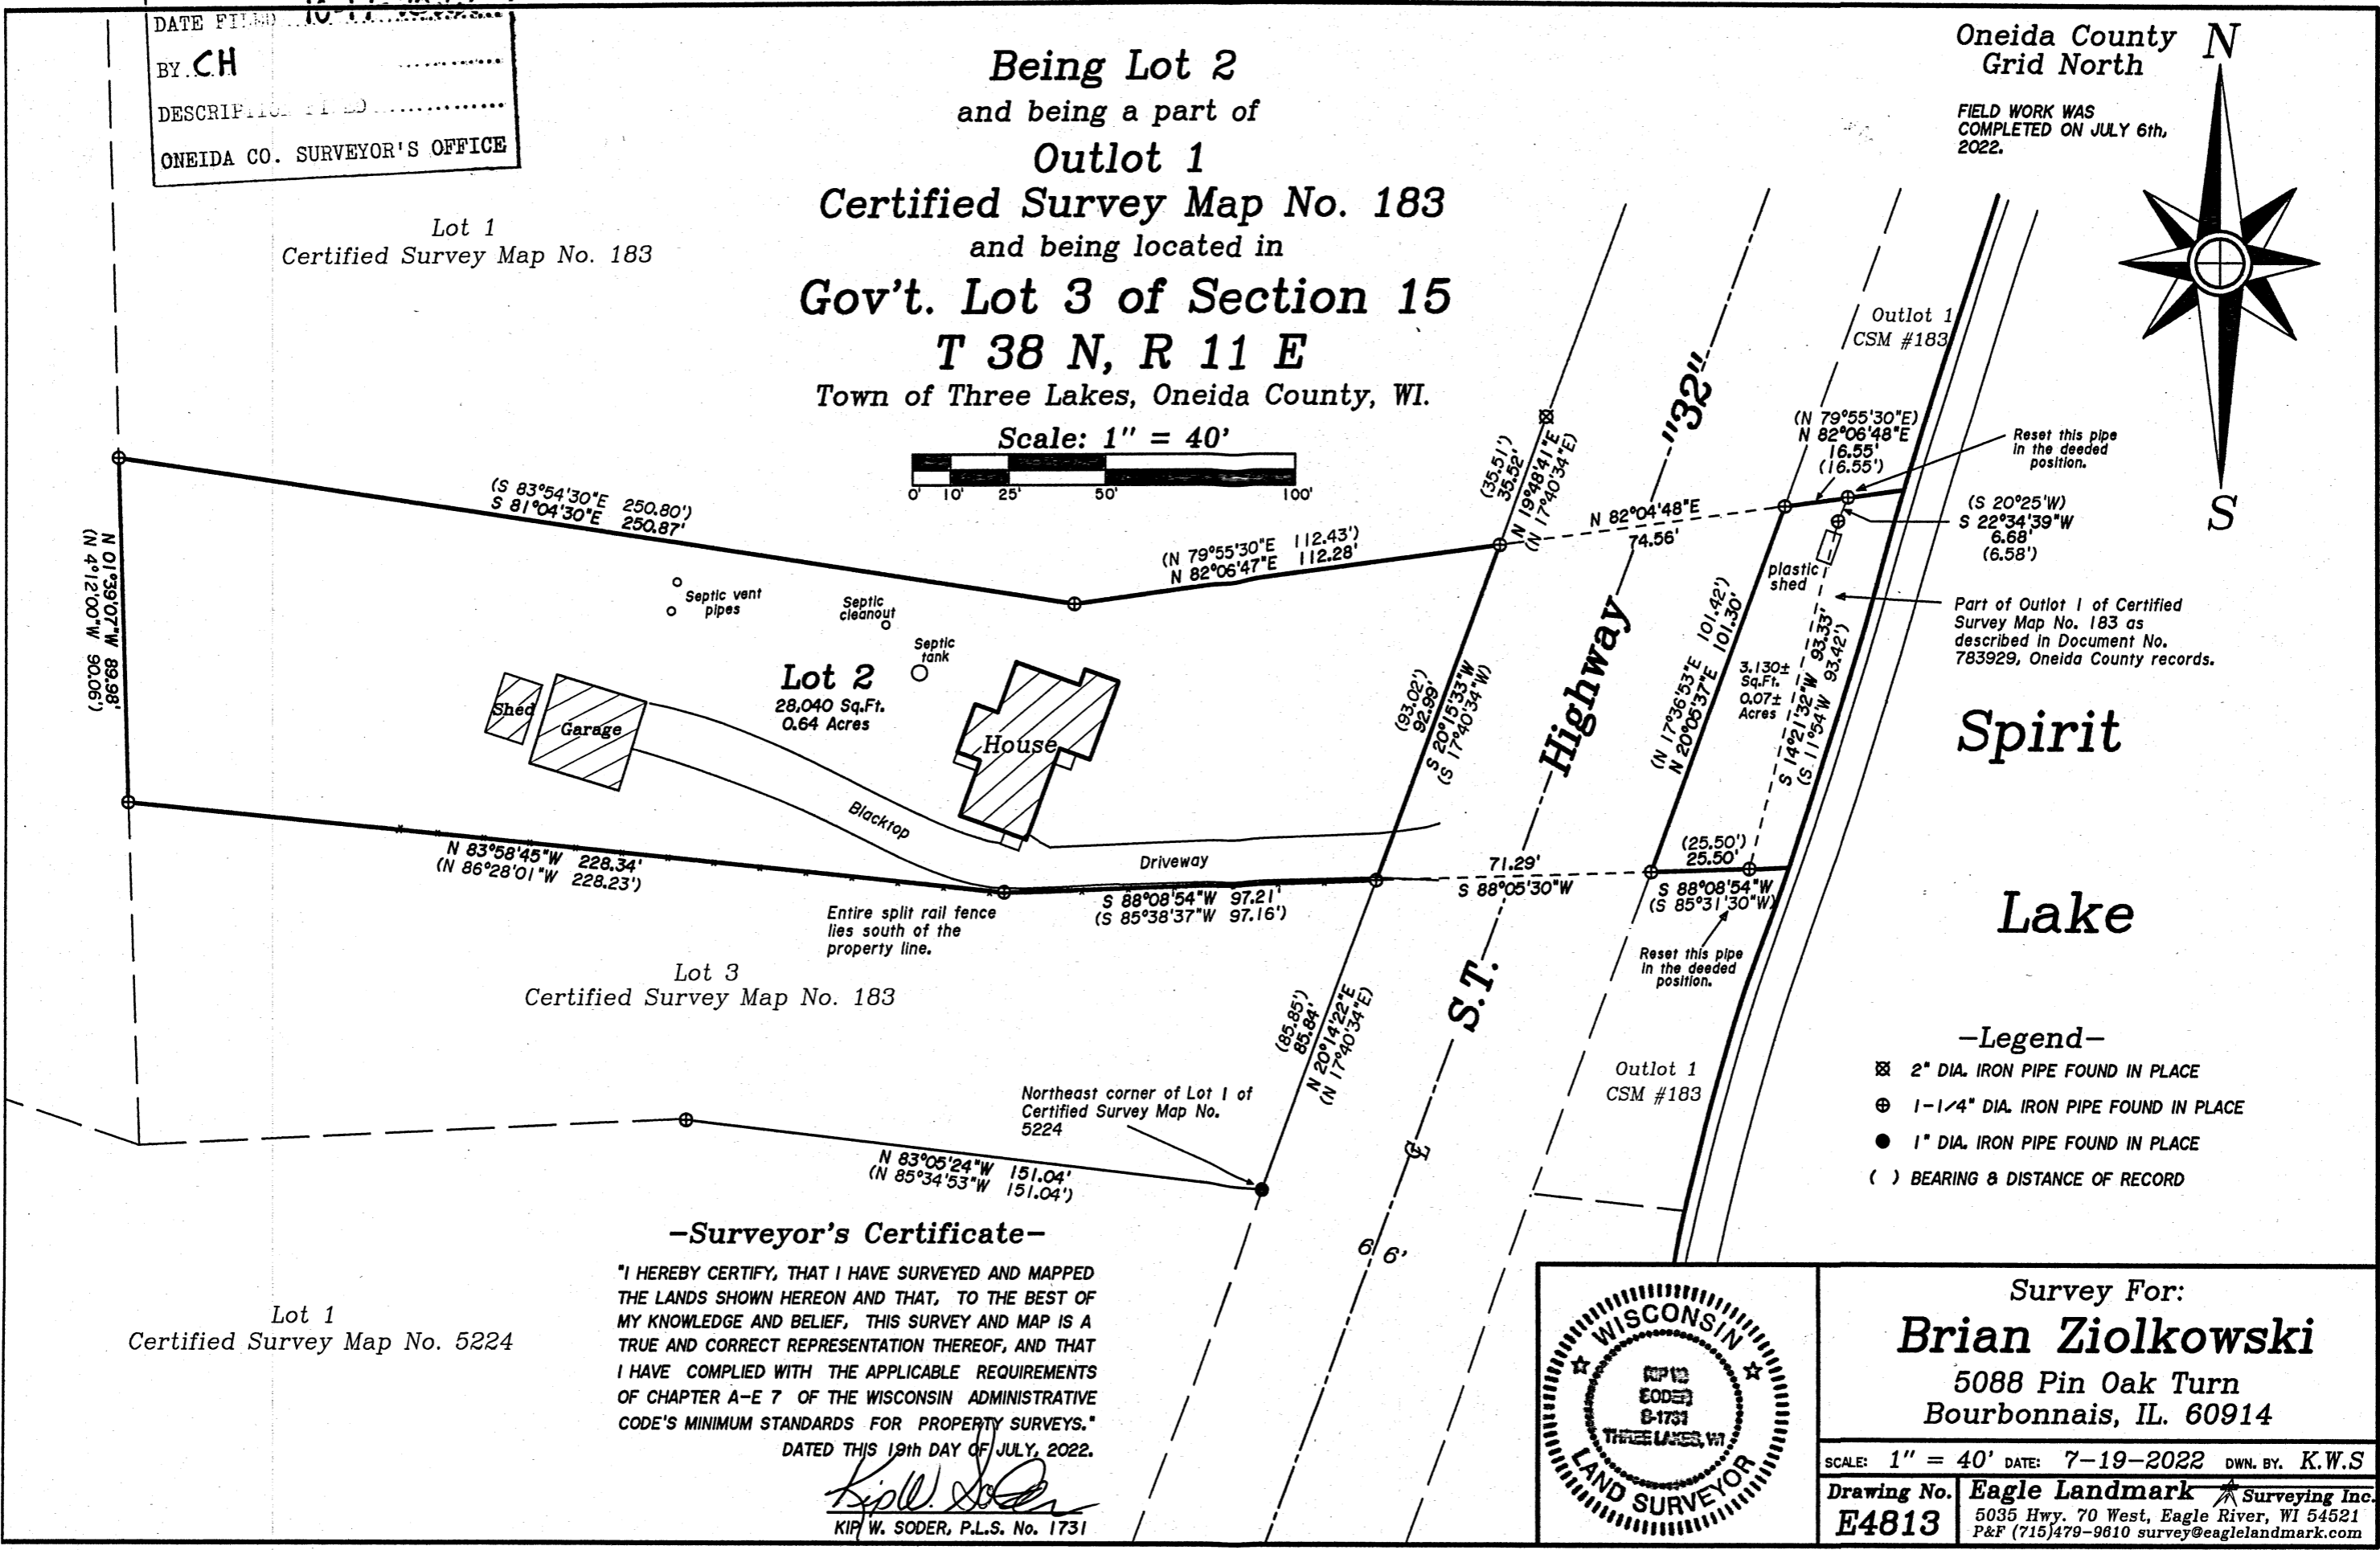 DATE FILED
BY CH
ONEIDA CO. SURVEYOR'S OFFICE
Being Lot 2
and being a part of
Outlot 1
Certified Survey Map No. 183
and being located in
Gov't. Lot 3 of Section 15
T 38 N, R 11 E
Town of Three Lakes, Oneida County, WI.
Scale: 1" = 40'
0' 10' 25' 50' 100'
Oneida County
Grid North
N
S
FIELD WORK WAS
COMPLETED ON JULY 6th,
2022.
Lot 1
Certified Survey Map No. 183
Outlot 1
CSM #183
(S 83°54'30"E 250.80')
S 81°04'30"E 250.87'
(N 79°55'30"E 112.43')
N 82°06'47"E 112.28'
(35.51')
35.52'
N 19°48'41"E
(N 17°40'34"E)
N 82°04'48"E
74.56'
(N 79°55'30"E)
N 82°06'48"E
16.55'
(16.55')
Reset this pipe
in the deeded
position.
(S 20°25'W)
S 22°34'39"W
6.68'
(6.58')
plastic
shed
Part of Outlot 1 of Certified
Survey Map No. 183 as
described in Document No.
783929, Oneida County records.
N 01°39'07"W 89.98'
(N 4°12'00"W 90.06')
Septic vent
pipes
Septic
cleanout
Septic
tank
Lot 2
28,040 Sq.Ft.
0.64 Acres
Shed
Garage
House
Blacktop
Driveway
(93.02')
92.99'
S 20°15'33"W
(S 17°40'34"W)
S.T. Highway "32"
(N 17°36'53"E 101.42')
N 20°05'37"E 101.30'
3,130±
Sq.Ft.
0.07±
Acres
S 14°21'32"W 93.33'
(S 11°54'W 93.42')
Spirit
Lake
N 83°58'45"W 228.34'
(N 86°28'01"W 228.23')
Entire split rail fence
lies south of the
property line.
S 88°08'54"W 97.21'
(S 85°38'37"W 97.16')
71.29'
S 88°05'30"W
(25.50')
25.50'
S 88°08'54"W
(S 85°31'30"W)
Reset this pipe
in the deeded
position.
Lot 3
Certified Survey Map No. 183
(85.85')
85.84'
N 20°14'22"E
(N 17°40'34"E)
Outlot 1
CSM #183
Northeast corner of Lot 1 of
Certified Survey Map No.
5224
N 83°05'24"W 151.04'
(N 85°34'53"W 151.04')
66'
Lot 1
Certified Survey Map No. 5224
-Legend-
2" DIA. IRON PIPE FOUND IN PLACE
1-1/4" DIA. IRON PIPE FOUND IN PLACE
1" DIA. IRON PIPE FOUND IN PLACE
( ) BEARING & DISTANCE OF RECORD
-Surveyor's Certificate-
"I HEREBY CERTIFY, THAT I HAVE SURVEYED AND MAPPED
THE LANDS SHOWN HEREON AND THAT, TO THE BEST OF
MY KNOWLEDGE AND BELIEF, THIS SURVEY AND MAP IS A
TRUE AND CORRECT REPRESENTATION THEREOF, AND THAT
I HAVE COMPLIED WITH THE APPLICABLE REQUIREMENTS
OF CHAPTER A-E 7 OF THE WISCONSIN ADMINISTRATIVE
CODE'S MINIMUM STANDARDS FOR PROPERTY SURVEYS."
DATED THIS 19th DAY OF JULY, 2022.
Kip W. Soder
KIP W. SODER, P.L.S. No. 1731
WISCONSIN
KIP W.
SODER
S-1731
THREE LAKES, WI
LAND SURVEYOR
Survey For:
Brian Ziolkowski
5088 Pin Oak Turn
Bourbonnais, IL. 60914
SCALE: 1" = 40' DATE: 7-19-2022 DWN. BY. K.W.S
Drawing No.
E4813
Eagle Landmark Surveying Inc.
5035 Hwy. 70 West, Eagle River, WI 54521
P&F (715)479-9610 survey@eaglelandmark.com